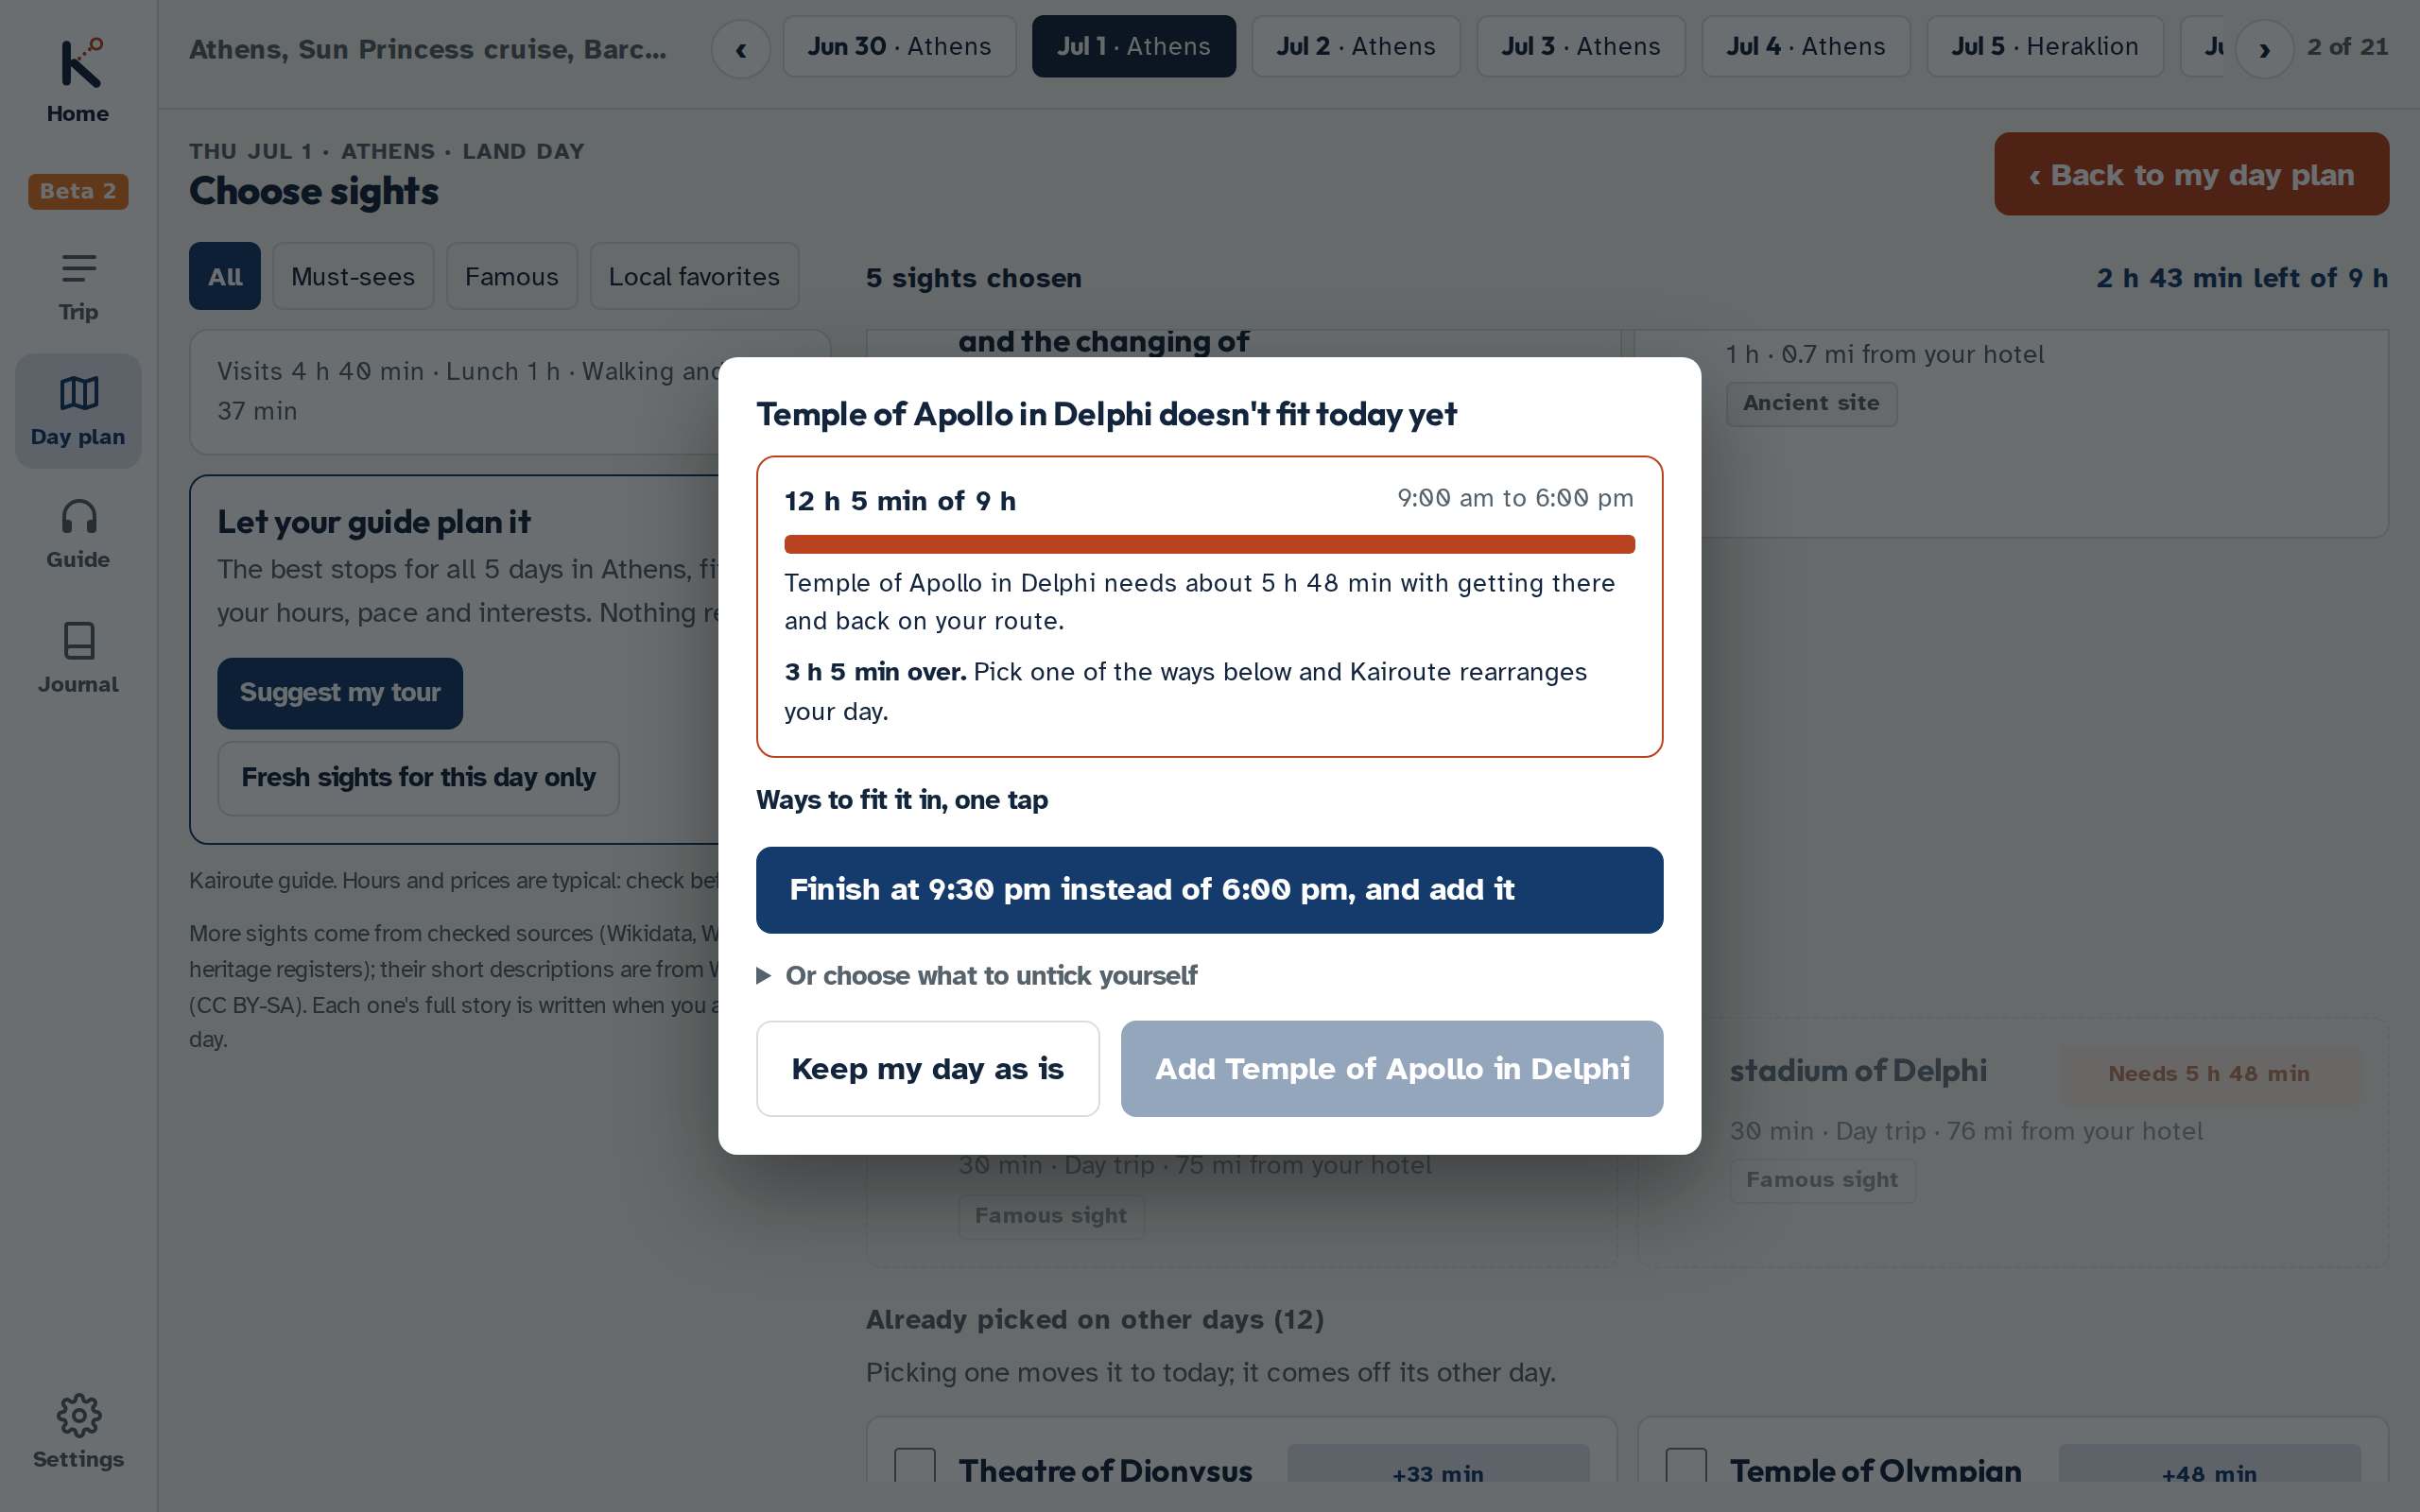 Athens, Sun Princess cruise, Barc...
‹
Jun 30 · Athens
Jul 1 · Athens
Jul 2 · Athens
Jul 3 · Athens
Jul 4 · Athens
Jul 5 · Heraklion
›
2 of 21
Home
Beta 2
Trip
Day plan
Guide
Journal
Settings
THU JUL 1 · ATHENS · LAND DAY
Choose sights
‹ Back to my day plan
All
Must-sees
Famous
Local favorites
5 sights chosen
2 h 43 min left of 9 h
Visits 4 h 40 min · Lunch 1 h · Walking and
37 min
Let your guide plan it
The best stops for all 5 days in Athens,
your hours, pace and interests. Nothing
Suggest my tour
Fresh sights for this day only
Kairoute guide. Hours and prices are typical: check
More sights come from checked sources (Wikidata,
heritage registers); their short descriptions are from
(CC BY-SA). Each one's full story is written when you
day.
and the changing of
1 h · 0.7 mi from your hotel
Ancient site
Temple of Apollo in Delphi doesn't fit today yet
12 h 5 min of 9 h
9:00 am to 6:00 pm
Temple of Apollo in Delphi needs about 5 h 48 min with getting there
and back on your route.
3 h 5 min over. Pick one of the ways below and Kairoute rearranges
your day.
Ways to fit it in, one tap
Finish at 9:30 pm instead of 6:00 pm, and add it
Or choose what to untick yourself
Keep my day as is
Add Temple of Apollo in Delphi
30 min · Day trip · 75 mi from your hotel
Famous sight
stadium of Delphi
Needs 5 h 48 min
30 min · Day trip · 76 mi from your hotel
Famous sight
Already picked on other days (12)
Picking one moves it to today; it comes off its other day.
Theatre of Dionysus
+33 min
Temple of Olympian
+48 min